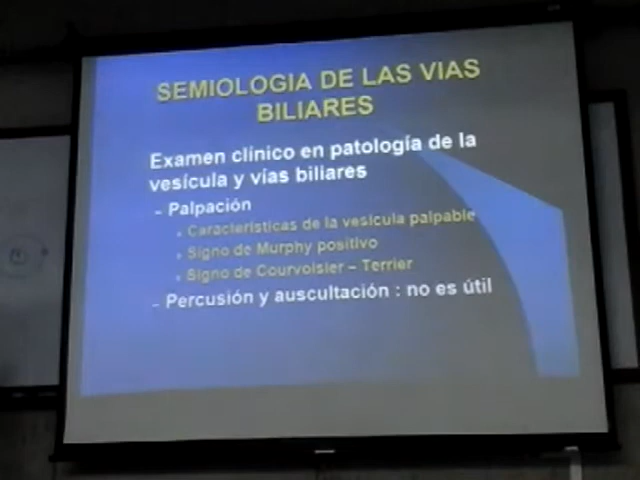 SEMIOLOGIA DE LAS VIAS
BILIARES
Examen clínico en patología de la
vesícula y vías biliares
- Palpación
• Características de la vesícula palpable
• Signo de Murphy positivo
• Signo de Courvoisier – Terrier
- Percusión y auscultación : no es útil